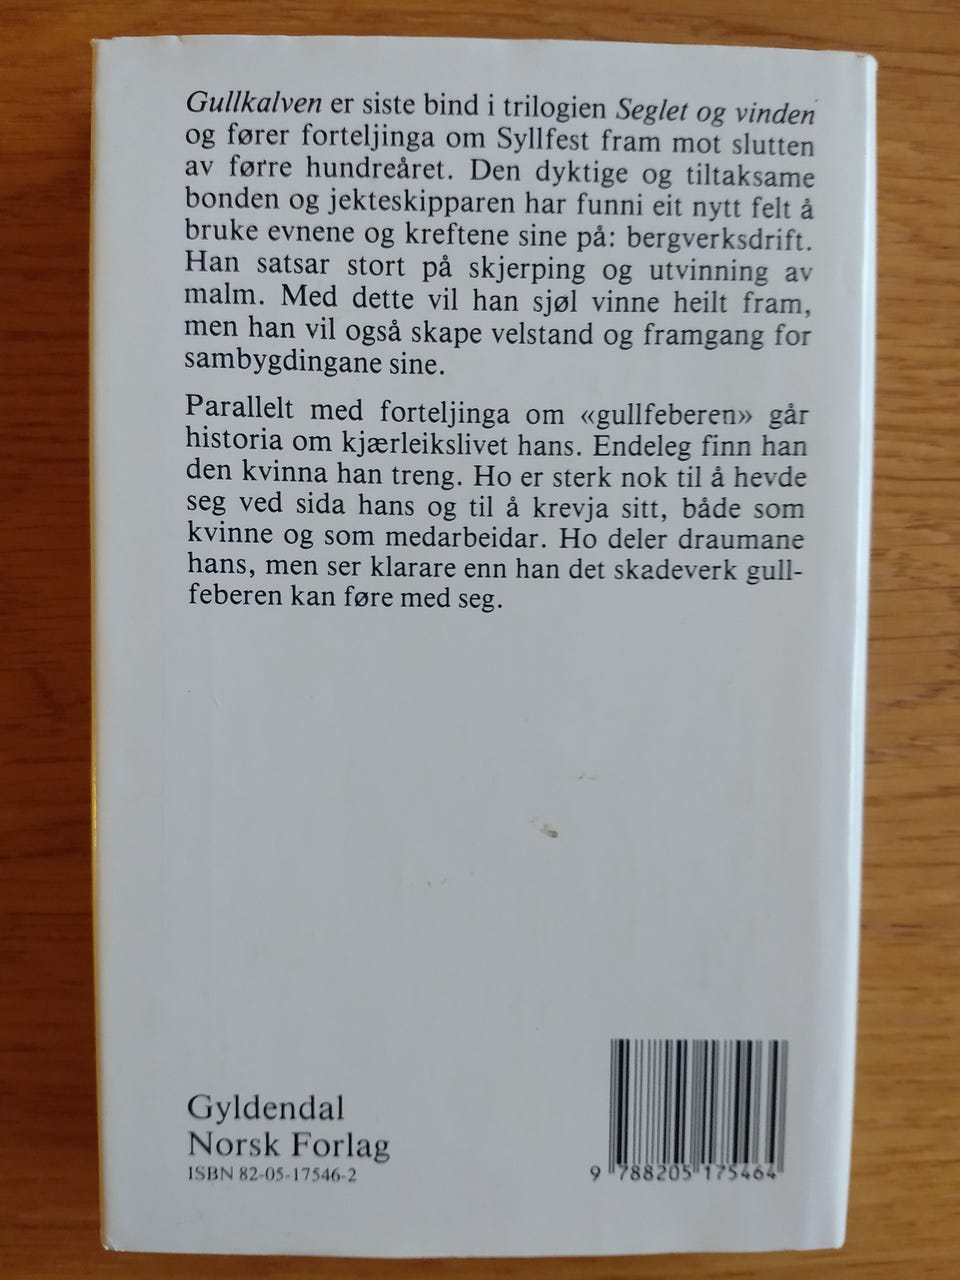 Gullkalven er siste bind i trilogien Seglet og vinden
og fører forteljinga om Syllfest fram mot slutten
av førre hundreåret. Den dyktige og tiltaksame
bonden og jekteskipparen har funni eit nytt felt å
bruke evnene og kreftene sine på: bergverksdrift.
Han satsar stort på skjerping og utvinning av
malm. Med dette vil han sjøl vinne heilt fram,
men han vil også skape velstand og framgang for
sambygdingane sine.
Parallelt med forteljinga om «gullfeberen» går
historia om kjærleikslivet hans. Endeleg finn han
den kvinna han treng. Ho er sterk nok til å hevde
seg ved sida hans og til å krevja sitt, både som
kvinne og som medarbeidar. Ho deler draumane
hans, men ser klarare enn han det skadeverk gull-
feberen kan føre med seg.
Gyldendal
Norsk Forlag
ISBN 82-05-17546-2
9 788205 175464